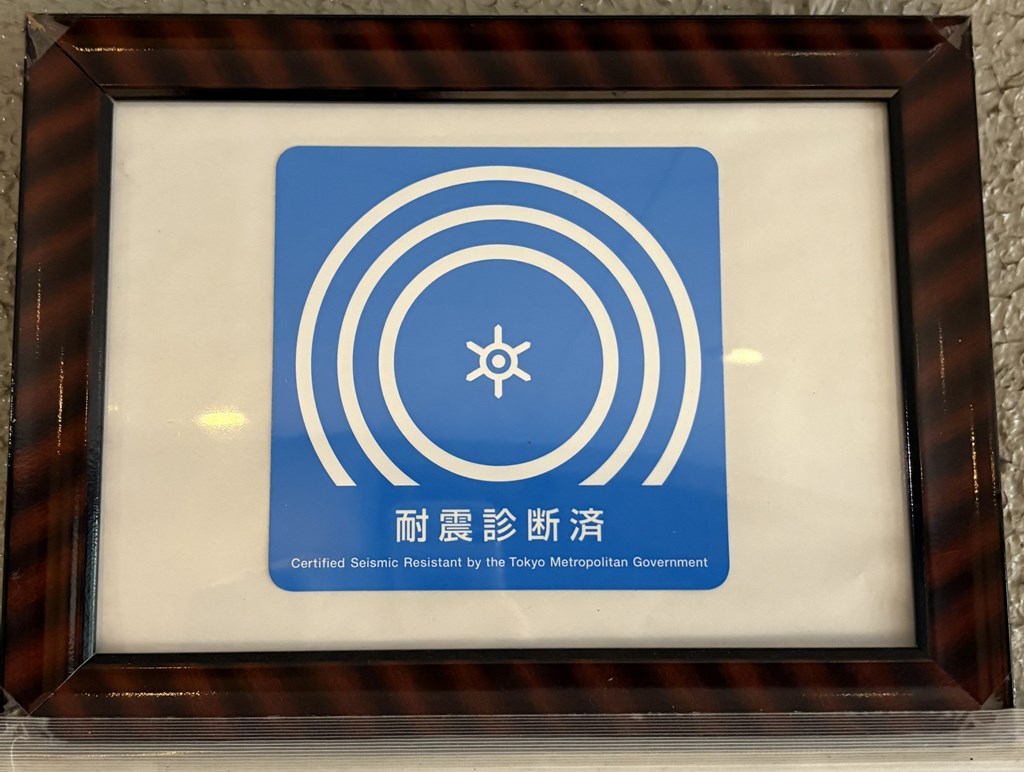 耐震診断済
Certified Seismic Resistant by the Tokyo Metropolitan Government